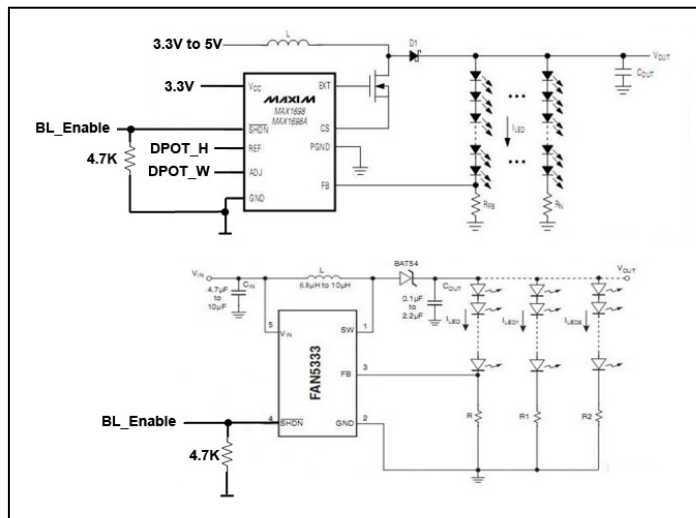 3.3V to 5V
L
D1
VOUT
3.3V
VCC
EXT
COUT
MAXIM
MAX1698
MAX1698A
BL_Enable
SHDN
CS
ILED
4.7K
DPOT_H
REF
PGND
DPOT_W
ADJ
FB
GND
RFB
RN
BAT54
VIN
L
VOUT
4.7µF
to
10µF
CIN
6.8µH to 10µH
COUT
0.1µF
to
2.2µF
ILED
ILED1
ILED2
5
VIN
SW
1
FAN5333
FB
3
BL_Enable
4
SHDN
GND
2
R
R1
R2
4.7K